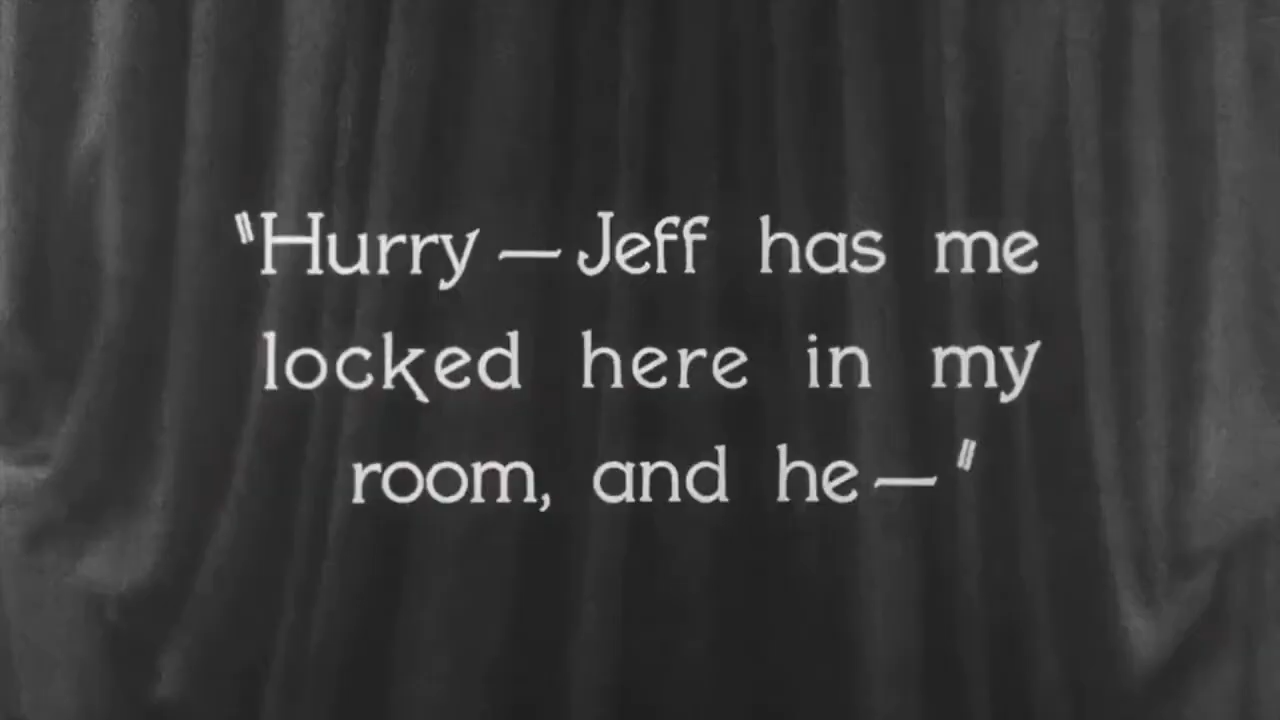 "Hurry — Jeff has me
locked here in my
room, and he — "